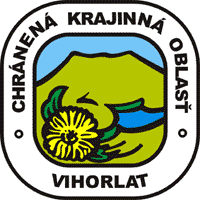 CHRÁNENÁ KRAJINNÁ OBLASŤ
VIHORLAT